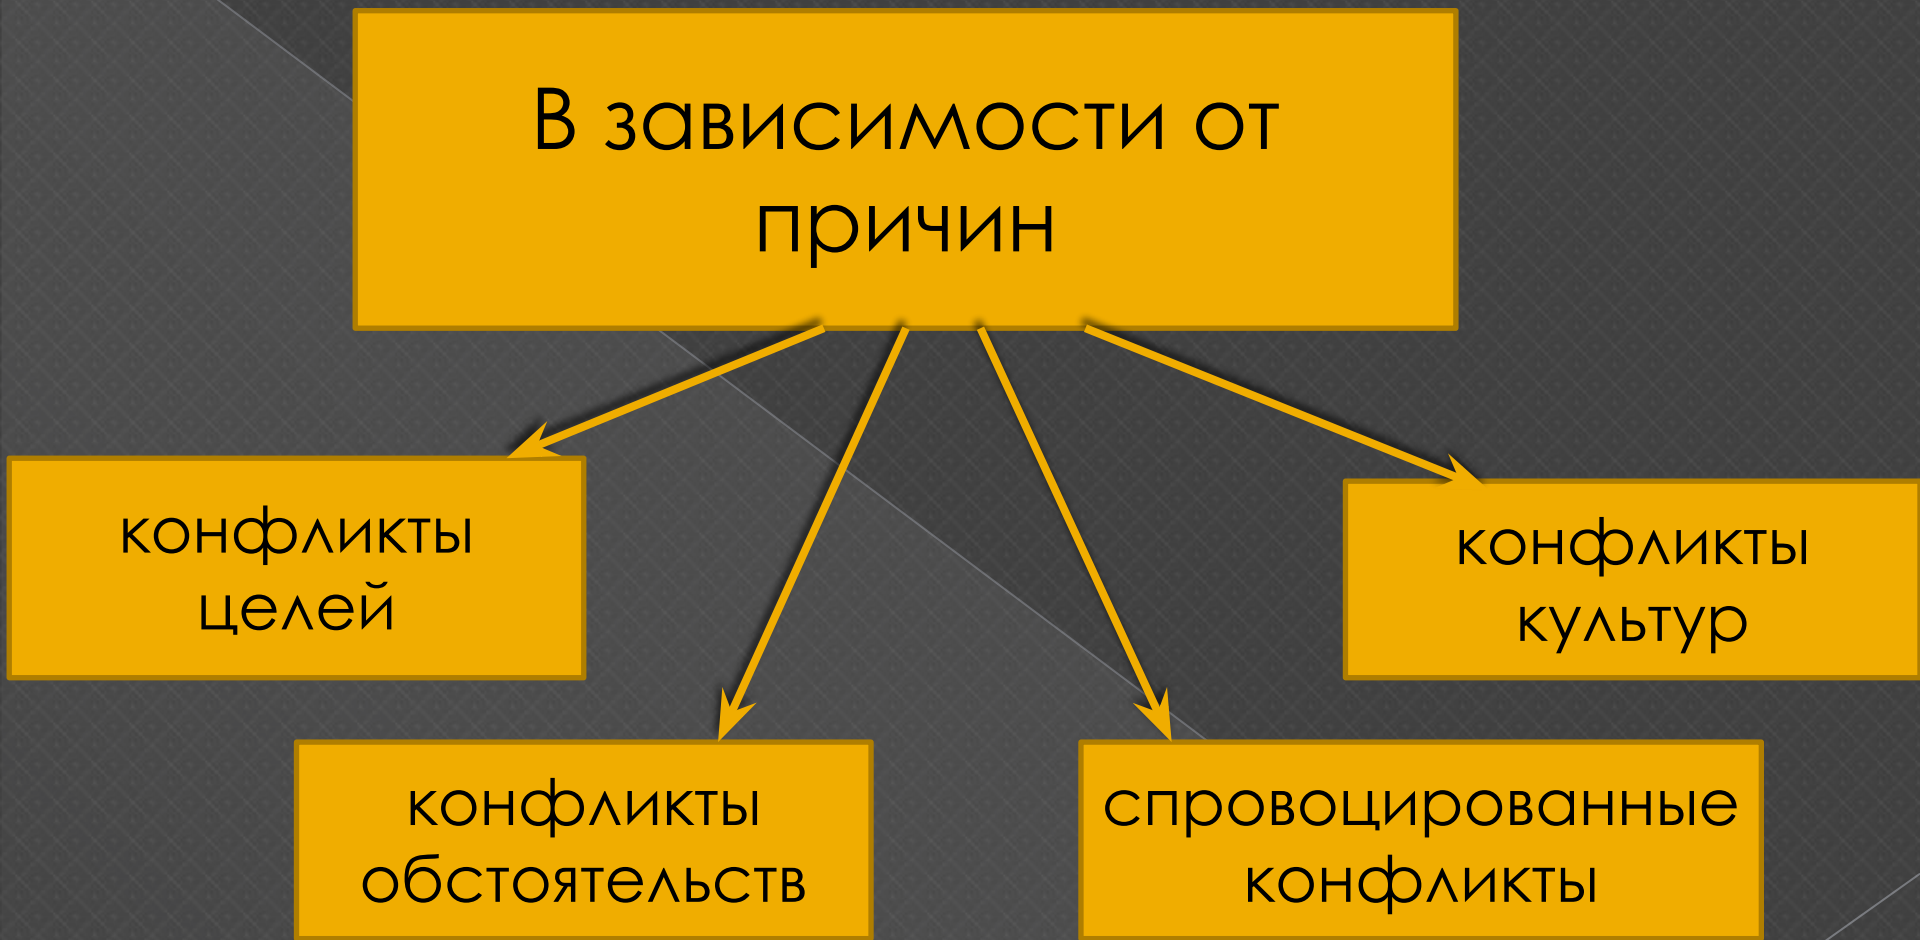 В зависимости от
причин
конфликты
целей
конфликты
культур
конфликты
обстоятельств
спровоцированные
конфликты